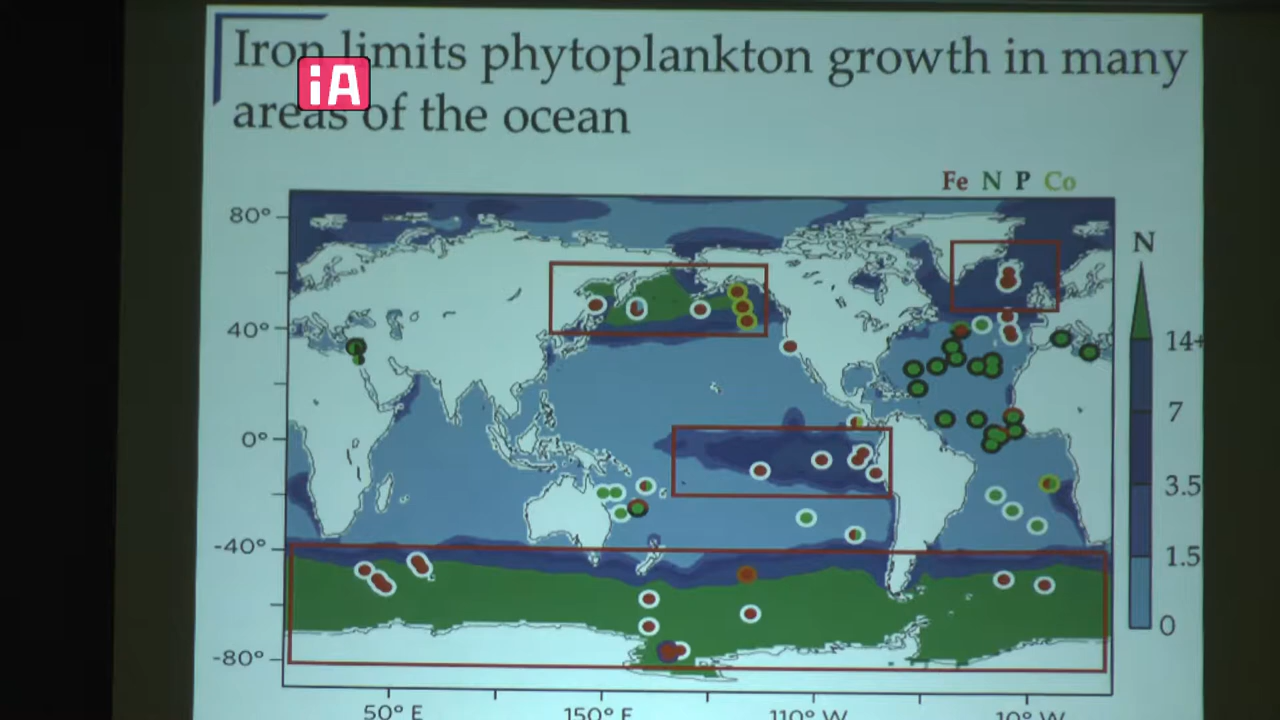 Iron limits phytoplankton growth in many
areas of the ocean
iA
Fe N P Co
N
80°
40°
0°
-40°
-80°
14+
7
3.5
1.5
0
50° E
150° E
110° W
10° W